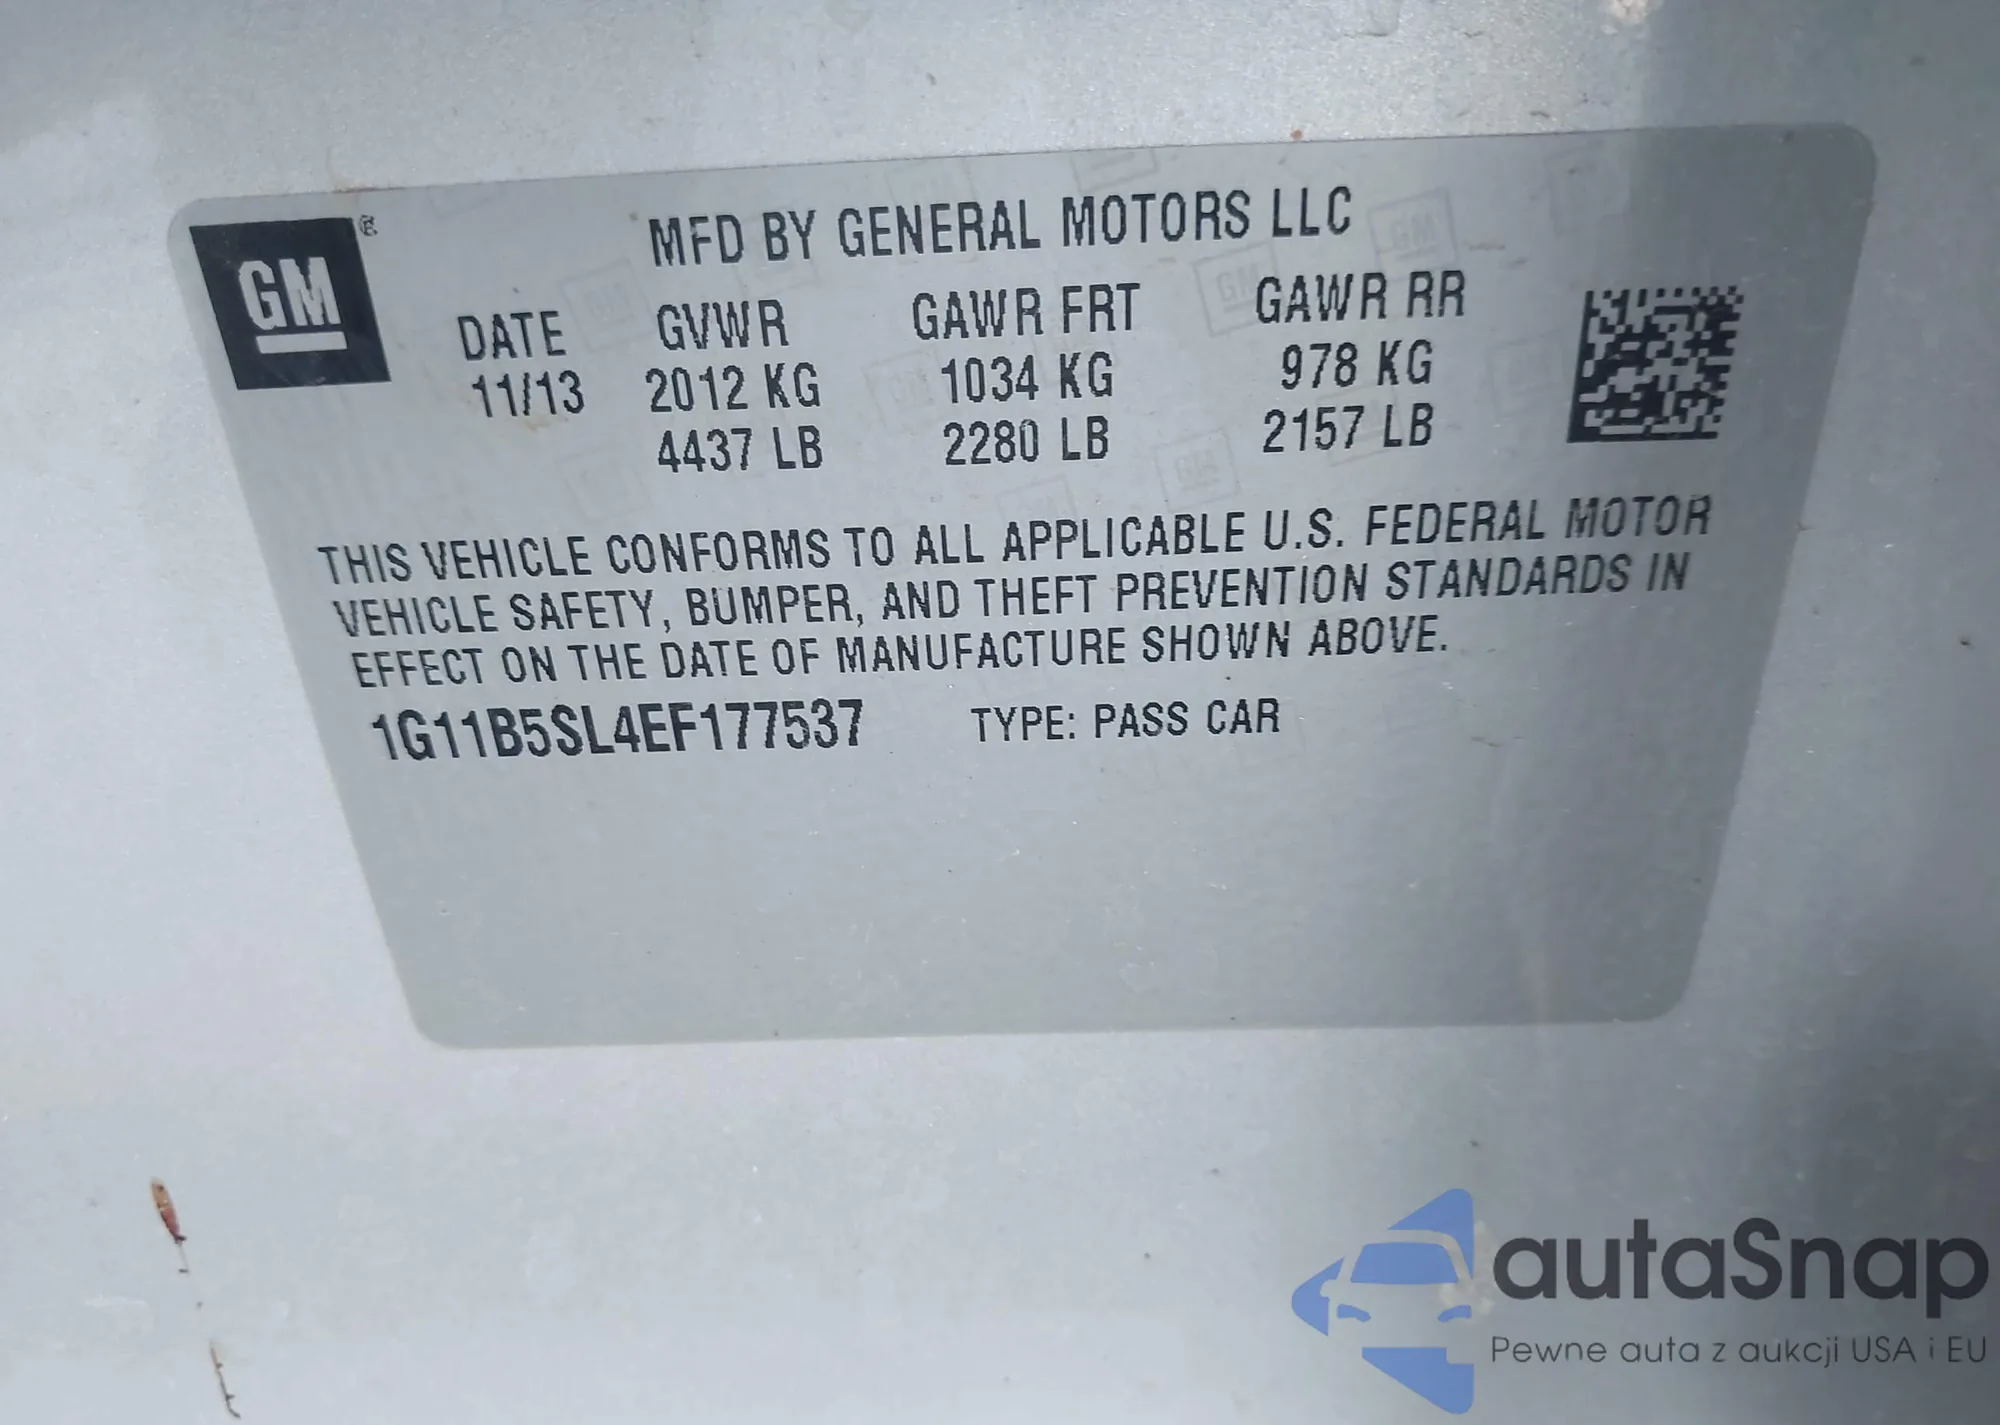 GM ®
MFD BY GENERAL MOTORS LLC
DATE GVWR GAWR FRT GAWR RR
11/13 2012 KG 1034 KG 978 KG
4437 LB 2280 LB 2157 LB
THIS VEHICLE CONFORMS TO ALL APPLICABLE U.S. FEDERAL MOTOR
VEHICLE SAFETY, BUMPER, AND THEFT PREVENTION STANDARDS IN
EFFECT ON THE DATE OF MANUFACTURE SHOWN ABOVE.
1G11B5SL4EF177537 TYPE: PASS CAR
autaSnap
Pewne auta z aukcji USA i EU